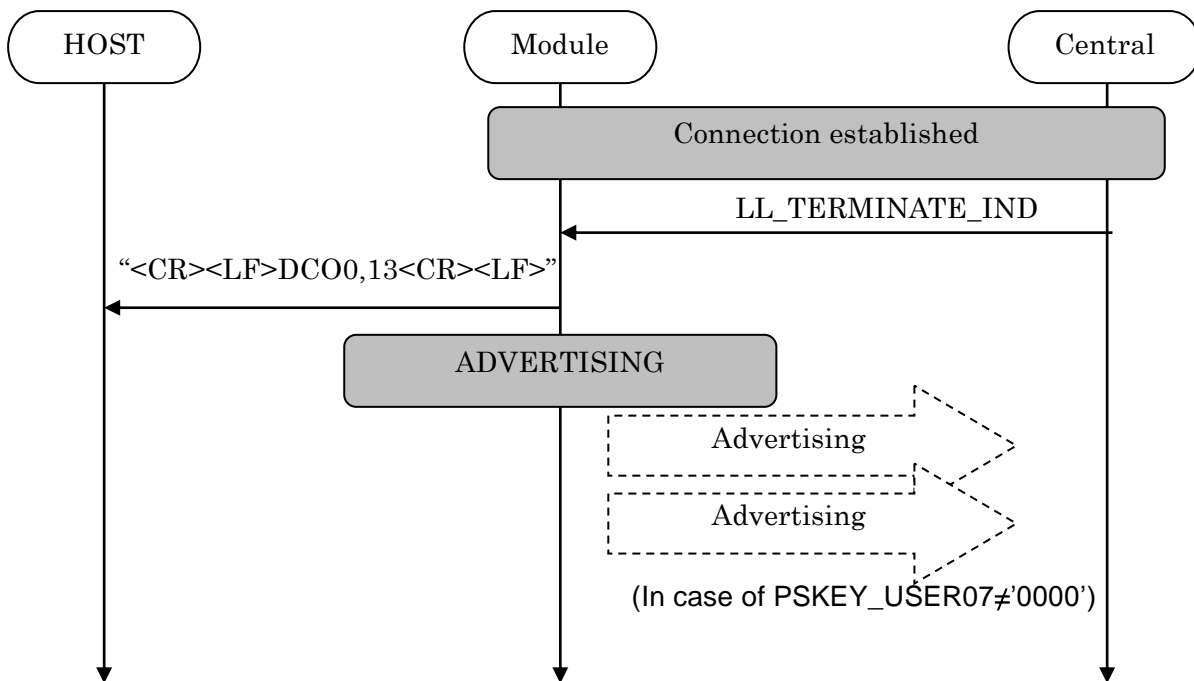 HOST
Module
Central
Connection established
LL_TERMINATE_IND
“<CR><LF>DCO0,13<CR><LF>”
ADVERTISING
Advertising
Advertising
(In case of PSKEY_USER07≠'0000')